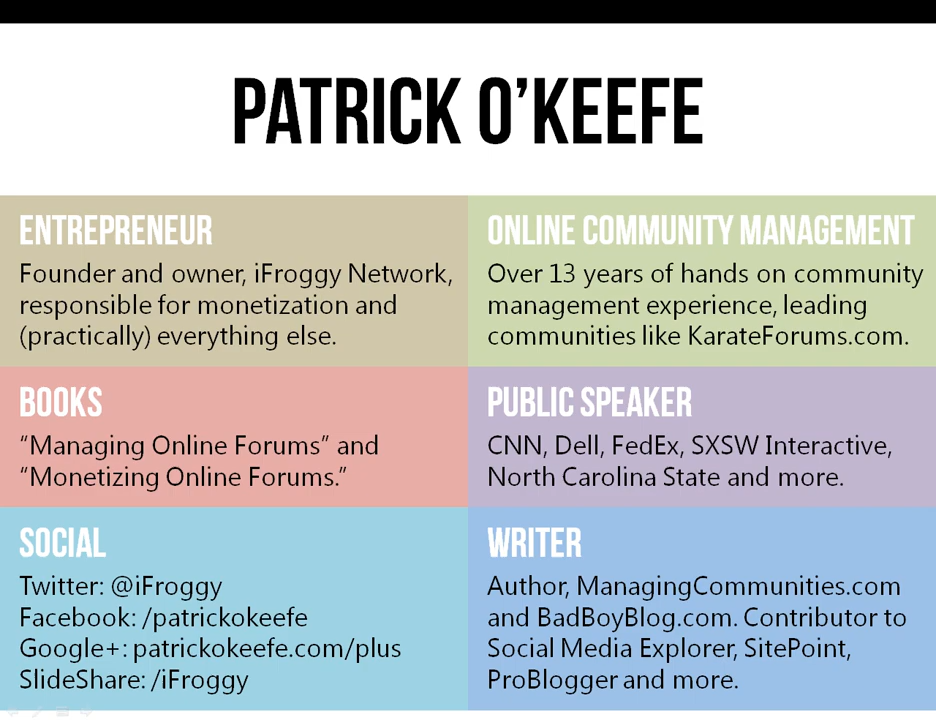 PATRICK O’KEEFE
ENTREPRENEUR
Founder and owner, iFroggy Network,
responsible for monetization and
(practically) everything else.
ONLINE COMMUNITY MANAGEMENT
Over 13 years of hands on community
management experience, leading
communities like KarateForums.com.
BOOKS
“Managing Online Forums” and
“Monetizing Online Forums.”
PUBLIC SPEAKER
CNN, Dell, FedEx, SXSW Interactive,
North Carolina State and more.
SOCIAL
Twitter: @iFroggy
Facebook: /patrickokeefe
Google+: patrickokeefe.com/plus
SlideShare: /iFroggy
WRITER
Author, ManagingCommunities.com
and BadBoyBlog.com. Contributor to
Social Media Explorer, SitePoint,
ProBlogger and more.